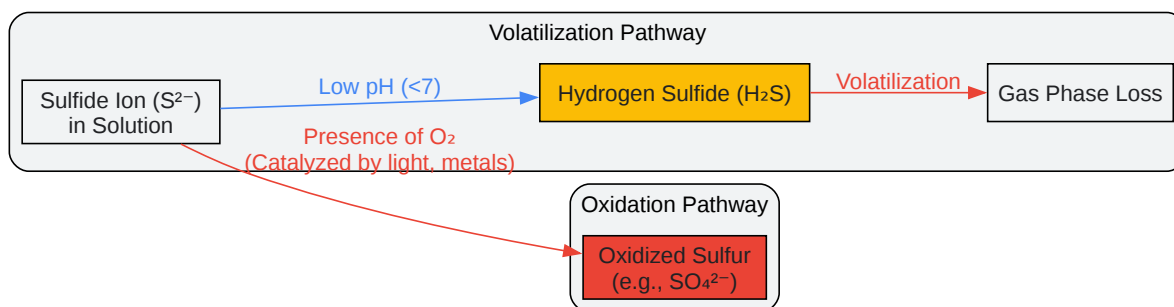 Volatilization Pathway
Sulfide Ion (S²⁻)
in Solution
Low pH (<7)
Hydrogen Sulfide (H₂S)
Volatilization
Gas Phase Loss
Presence of O₂
(Catalyzed by light, metals)
Oxidation Pathway
Oxidized Sulfur
(e.g., SO₄²⁻)